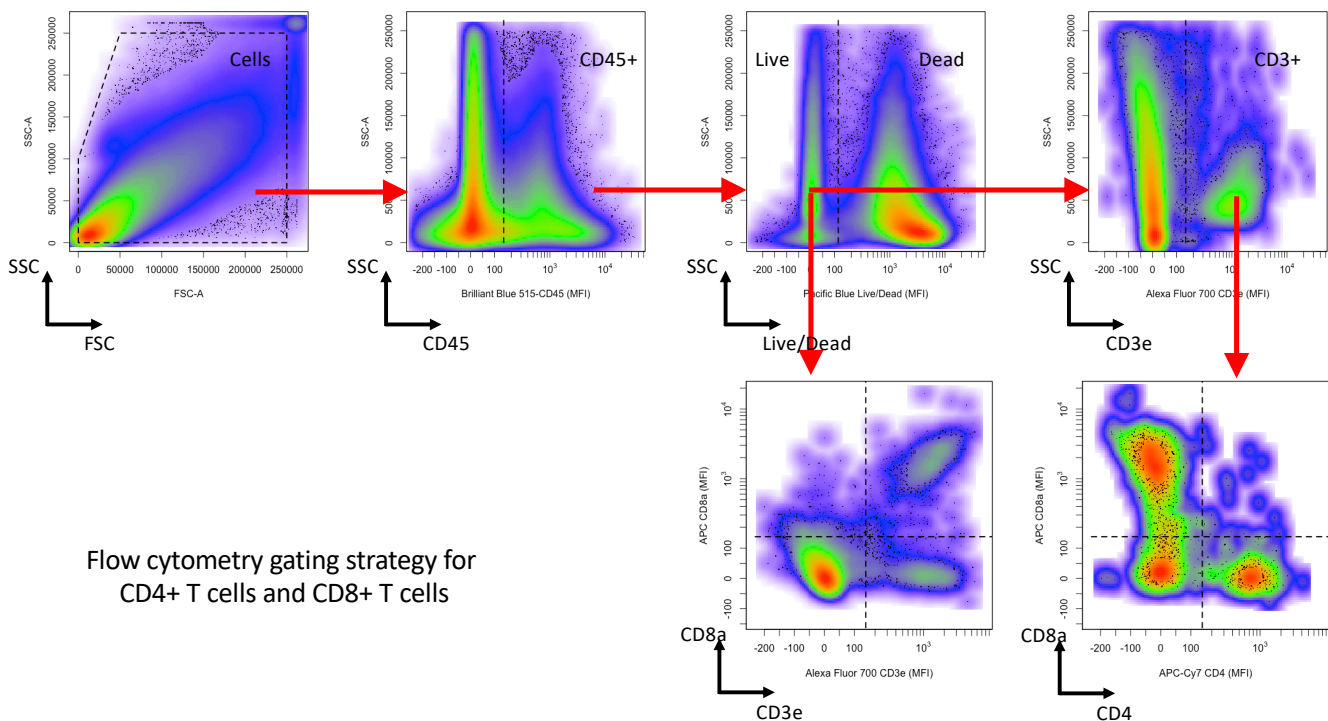 Cells
SSC-A
250000
200000
150000
100000
50000
0
0
50000
100000
150000
200000
250000
FSC-A
SSC
FSC
CD45+
SSC-A
250000
200000
150000
100000
50000
0
-200
-100
0
100
10³
10⁴
Brilliant Blue 515-CD45 (MFI)
SSC
CD45
Live
Dead
SSC-A
250000
200000
150000
100000
50000
0
-200
-100
0
100
10³
10⁴
Pacific Blue Live/Dead (MFI)
SSC
Live/Dead
CD3+
SSC-A
250000
200000
150000
100000
50000
0
-200
-100
0
100
10³
10⁴
Alexa Fluor 700 CD3e (MFI)
SSC
CD3e
Flow cytometry gating strategy for
CD4+ T cells and CD8+ T cells
APC CD8a (MFI)
10⁴
10³
100
0
-100
-200
-100
0
100
10³
Alexa Fluor 700 CD3e (MFI)
CD8a
CD3e
APC CD8a (MFI)
10⁴
10³
100
0
-100
-200
-100
0
100
10³
APC-Cy7 CD4 (MFI)
CD8a
CD4